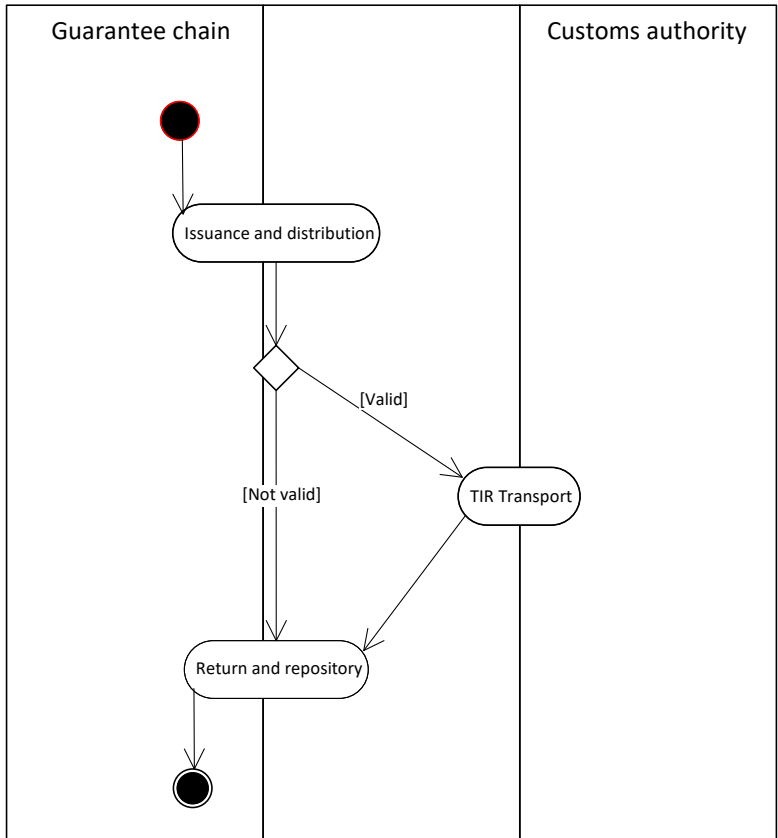 Guarantee chain
Customs authority
Issuance and distribution
[Valid]
[Not valid]
TIR Transport
Return and repository